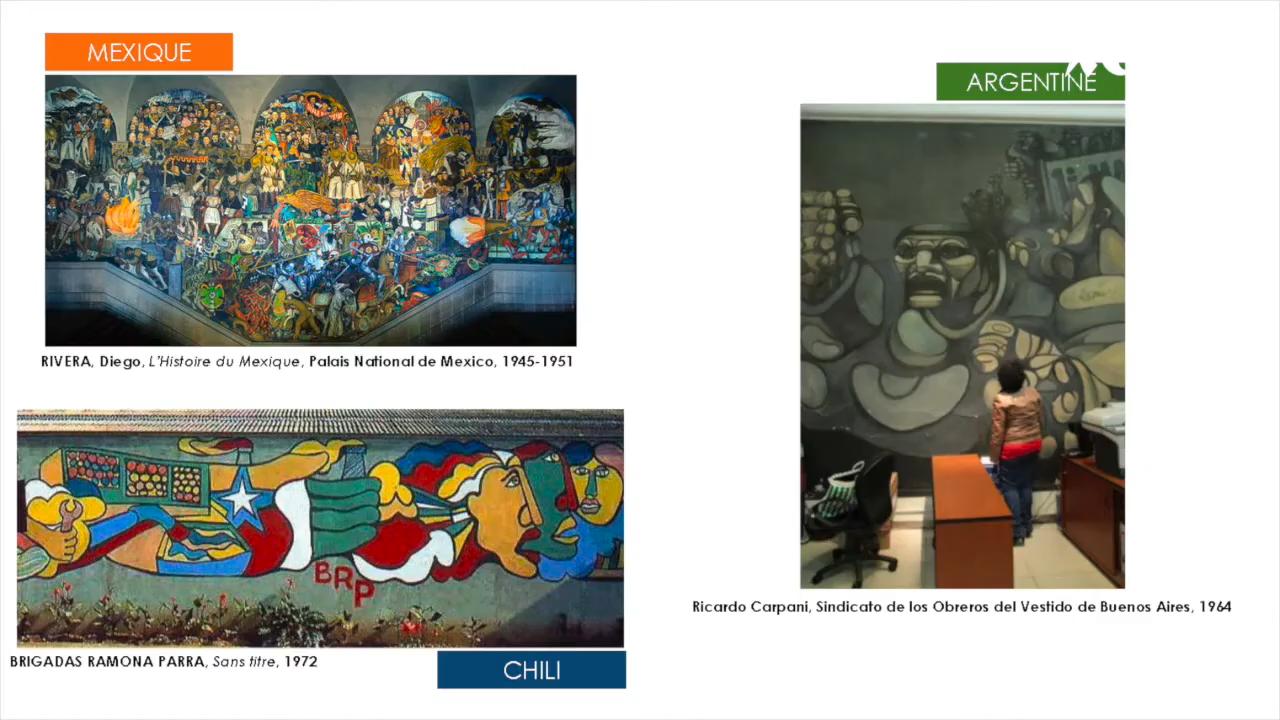 MEXIQUE
RIVERA, Diego, L'Histoire du Mexique, Palais National de Mexico, 1945-1951
BRP
BRIGADAS RAMONA PARRA, Sans titre, 1972
CHILI
ARGENTINE
Ricardo Carpani, Sindicato de los Obreros del Vestido de Buenos Aires, 1964